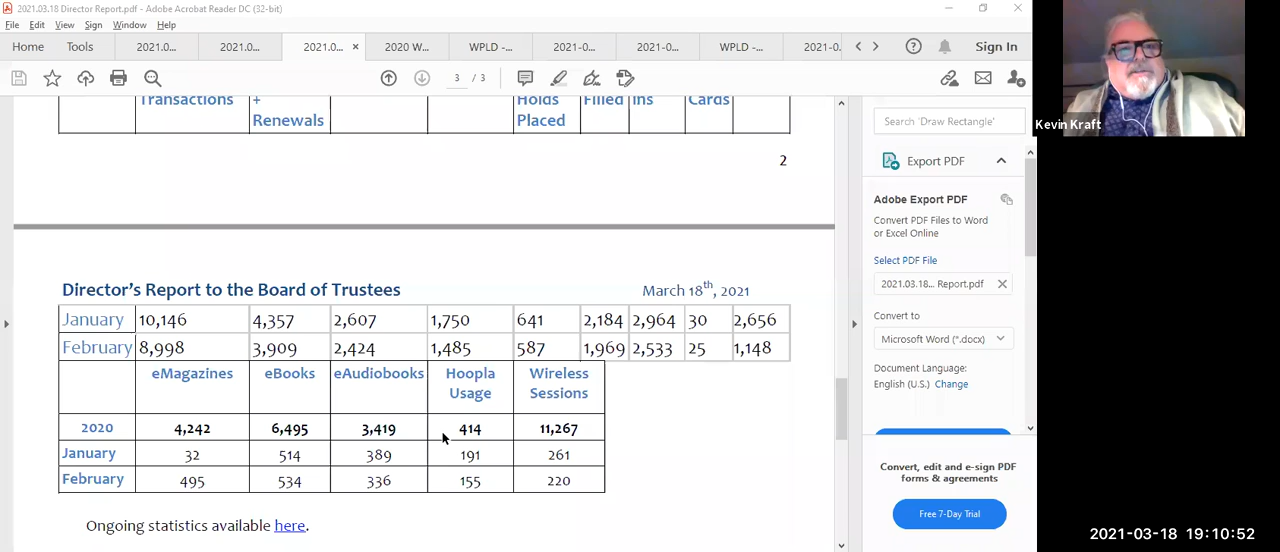 2021.03.18 Director Report.pdf - Adobe Acrobat Reader DC (32-bit)
File Edit View Sign Window Help
Home Tools 2021.0... 2021.0... 2021.0... × 2020 W... WPLD -... 2021-0... 2021-0... WPLD -... 2021-0. Sign In
3 / 3
Transactions + Renewals Holds Placed Filled Ins Cards
2
Director's Report to the Board of Trustees March 18th, 2021
January 10,146 4,357 2,607 1,750 641 2,184 2,964 30 2,656
February 8,998 3,909 2,424 1,485 587 1,969 2,533 25 1,148
eMagazines eBooks eAudiobooks Hoopla Usage Wireless Sessions
2020 4,242 6,495 3,419 414 11,267
January 32 514 389 191 261
February 495 534 336 155 220
Ongoing statistics available here.
Search 'Draw Rectangle'
Export PDF
Adobe Export PDF
Convert PDF Files to Word
or Excel Online
Select PDF File
2021.03.18... Report.pdf ×
Convert to
Microsoft Word (*.docx)
Document Language:
English (U.S.) Change
Convert, edit and e-sign PDF
forms & agreements
Free 7-Day Trial
Kevin Kraft
2021-03-18 19:10:52